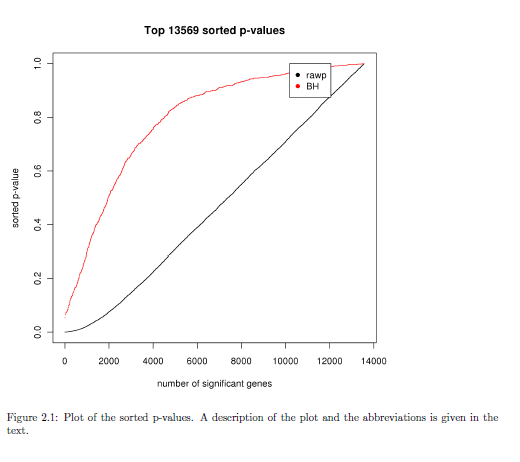 Top 13569 sorted p-values
sorted p-value
1.0
0.8
0.6
0.4
0.2
0.0
rawp
BH
0 2000 4000 6000 8000 10000 12000 14000
number of significant genes
Figure 2.1: Plot of the sorted p-values. A description of the plot and the abbreviations is given in the
text.